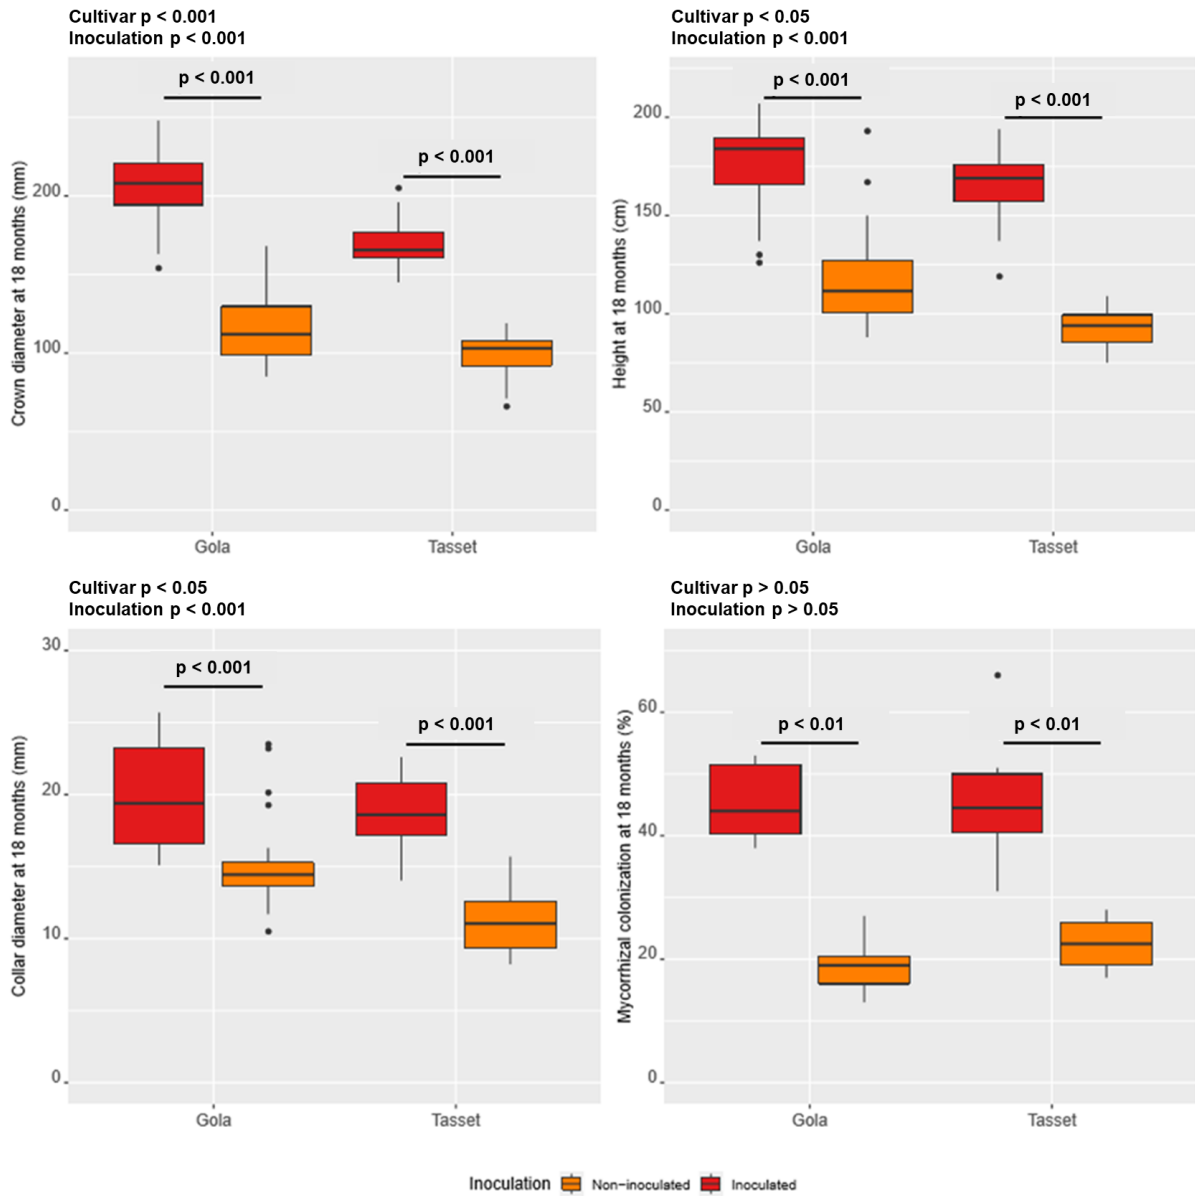 Cultivar p < 0.001
Inoculation p < 0.001
p < 0.001
p < 0.001
200
100
0
Crown diameter at 18 months (mm)
Gola
Tasset
Cultivar p < 0.05
Inoculation p < 0.001
p < 0.001
p < 0.001
200
150
100
50
0
Height at 18 months (cm)
Gola
Tasset
Cultivar p < 0.05
Inoculation p < 0.001
30
p < 0.001
p < 0.001
20
10
0
Collar diameter at 18 months (mm)
Gola
Tasset
Cultivar p > 0.05
Inoculation p > 0.05
60
p < 0.01
p < 0.01
40
20
0
Mycorrhizal colonization at 18 months (%)
Gola
Tasset
Inoculation Non−inoculated Inoculated